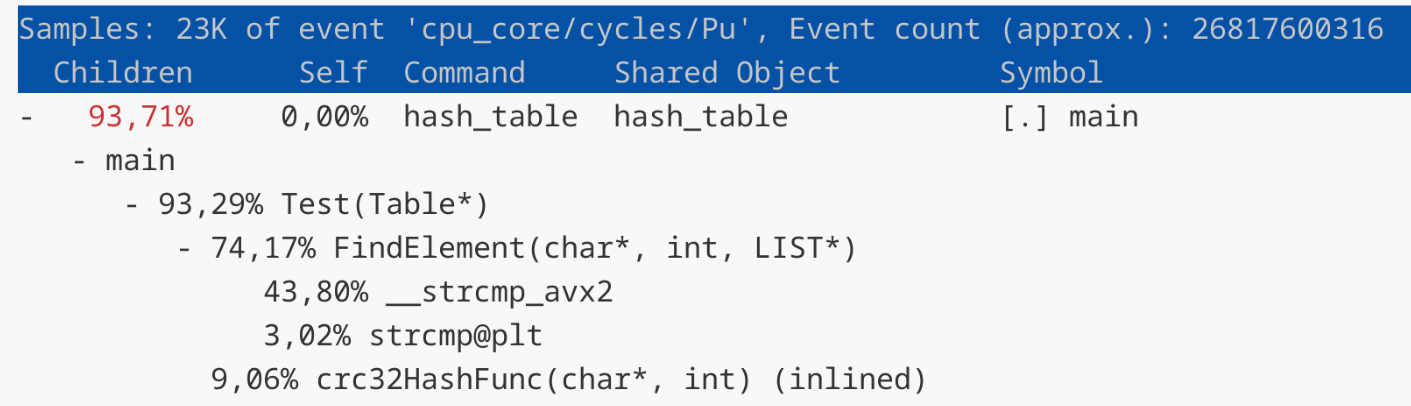 Samples: 23K of event 'cpu_core/cycles/Pu', Event count (approx.): 26817600316
Children Self Command Shared Object Symbol
- 93,71% 0,00% hash_table hash_table [.] main
- main
- 93,29% Test(Table*)
- 74,17% FindElement(char*, int, LIST*)
43,80% __strcmp_avx2
3,02% strcmp@plt
9,06% crc32HashFunc(char*, int) (inlined)